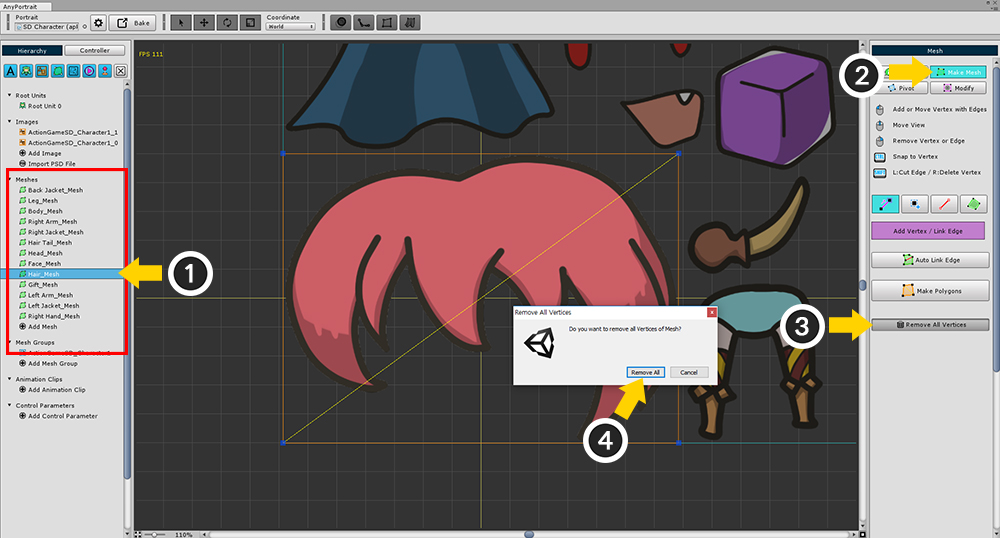 AnyPortrait
Portrait
SD Character (apl
Bake
Coordinate
World
Hierarchy
Controller
Root Units
Root Unit 0
Images
ActionGameSD_Character1_1
ActionGameSD_Character1_0
Add Image
Import PSD File
Meshes
Back Jacket_Mesh
Leg_Mesh
Body_Mesh
Right Arm_Mesh
Right Jacket_Mesh
Hair Tail_Mesh
Head_Mesh
Face_Mesh
Hair_Mesh
Gift_Mesh
Left Arm_Mesh
Left Jacket_Mesh
Right Hand_Mesh
Add Mesh
Mesh Groups
ActionGameSD_Character1
Add Mesh Group
Animation Clips
Add Animation Clip
Control Parameters
Add Control Parameter
1
FPS 111
Remove All Vertices
Do you want to remove all Vertices of Mesh?
Remove All
Cancel
4
110%
Mesh
2
Make Mesh
Pivot
Modify
Add or Move Vertex with Edges
Move View
Remove Vertex or Edge
Snap to Vertex
L:Cut Edge / R:Delete Vertex
Add Vertex / Link Edge
Auto Link Edge
Make Polygons
3
Remove All Vertices